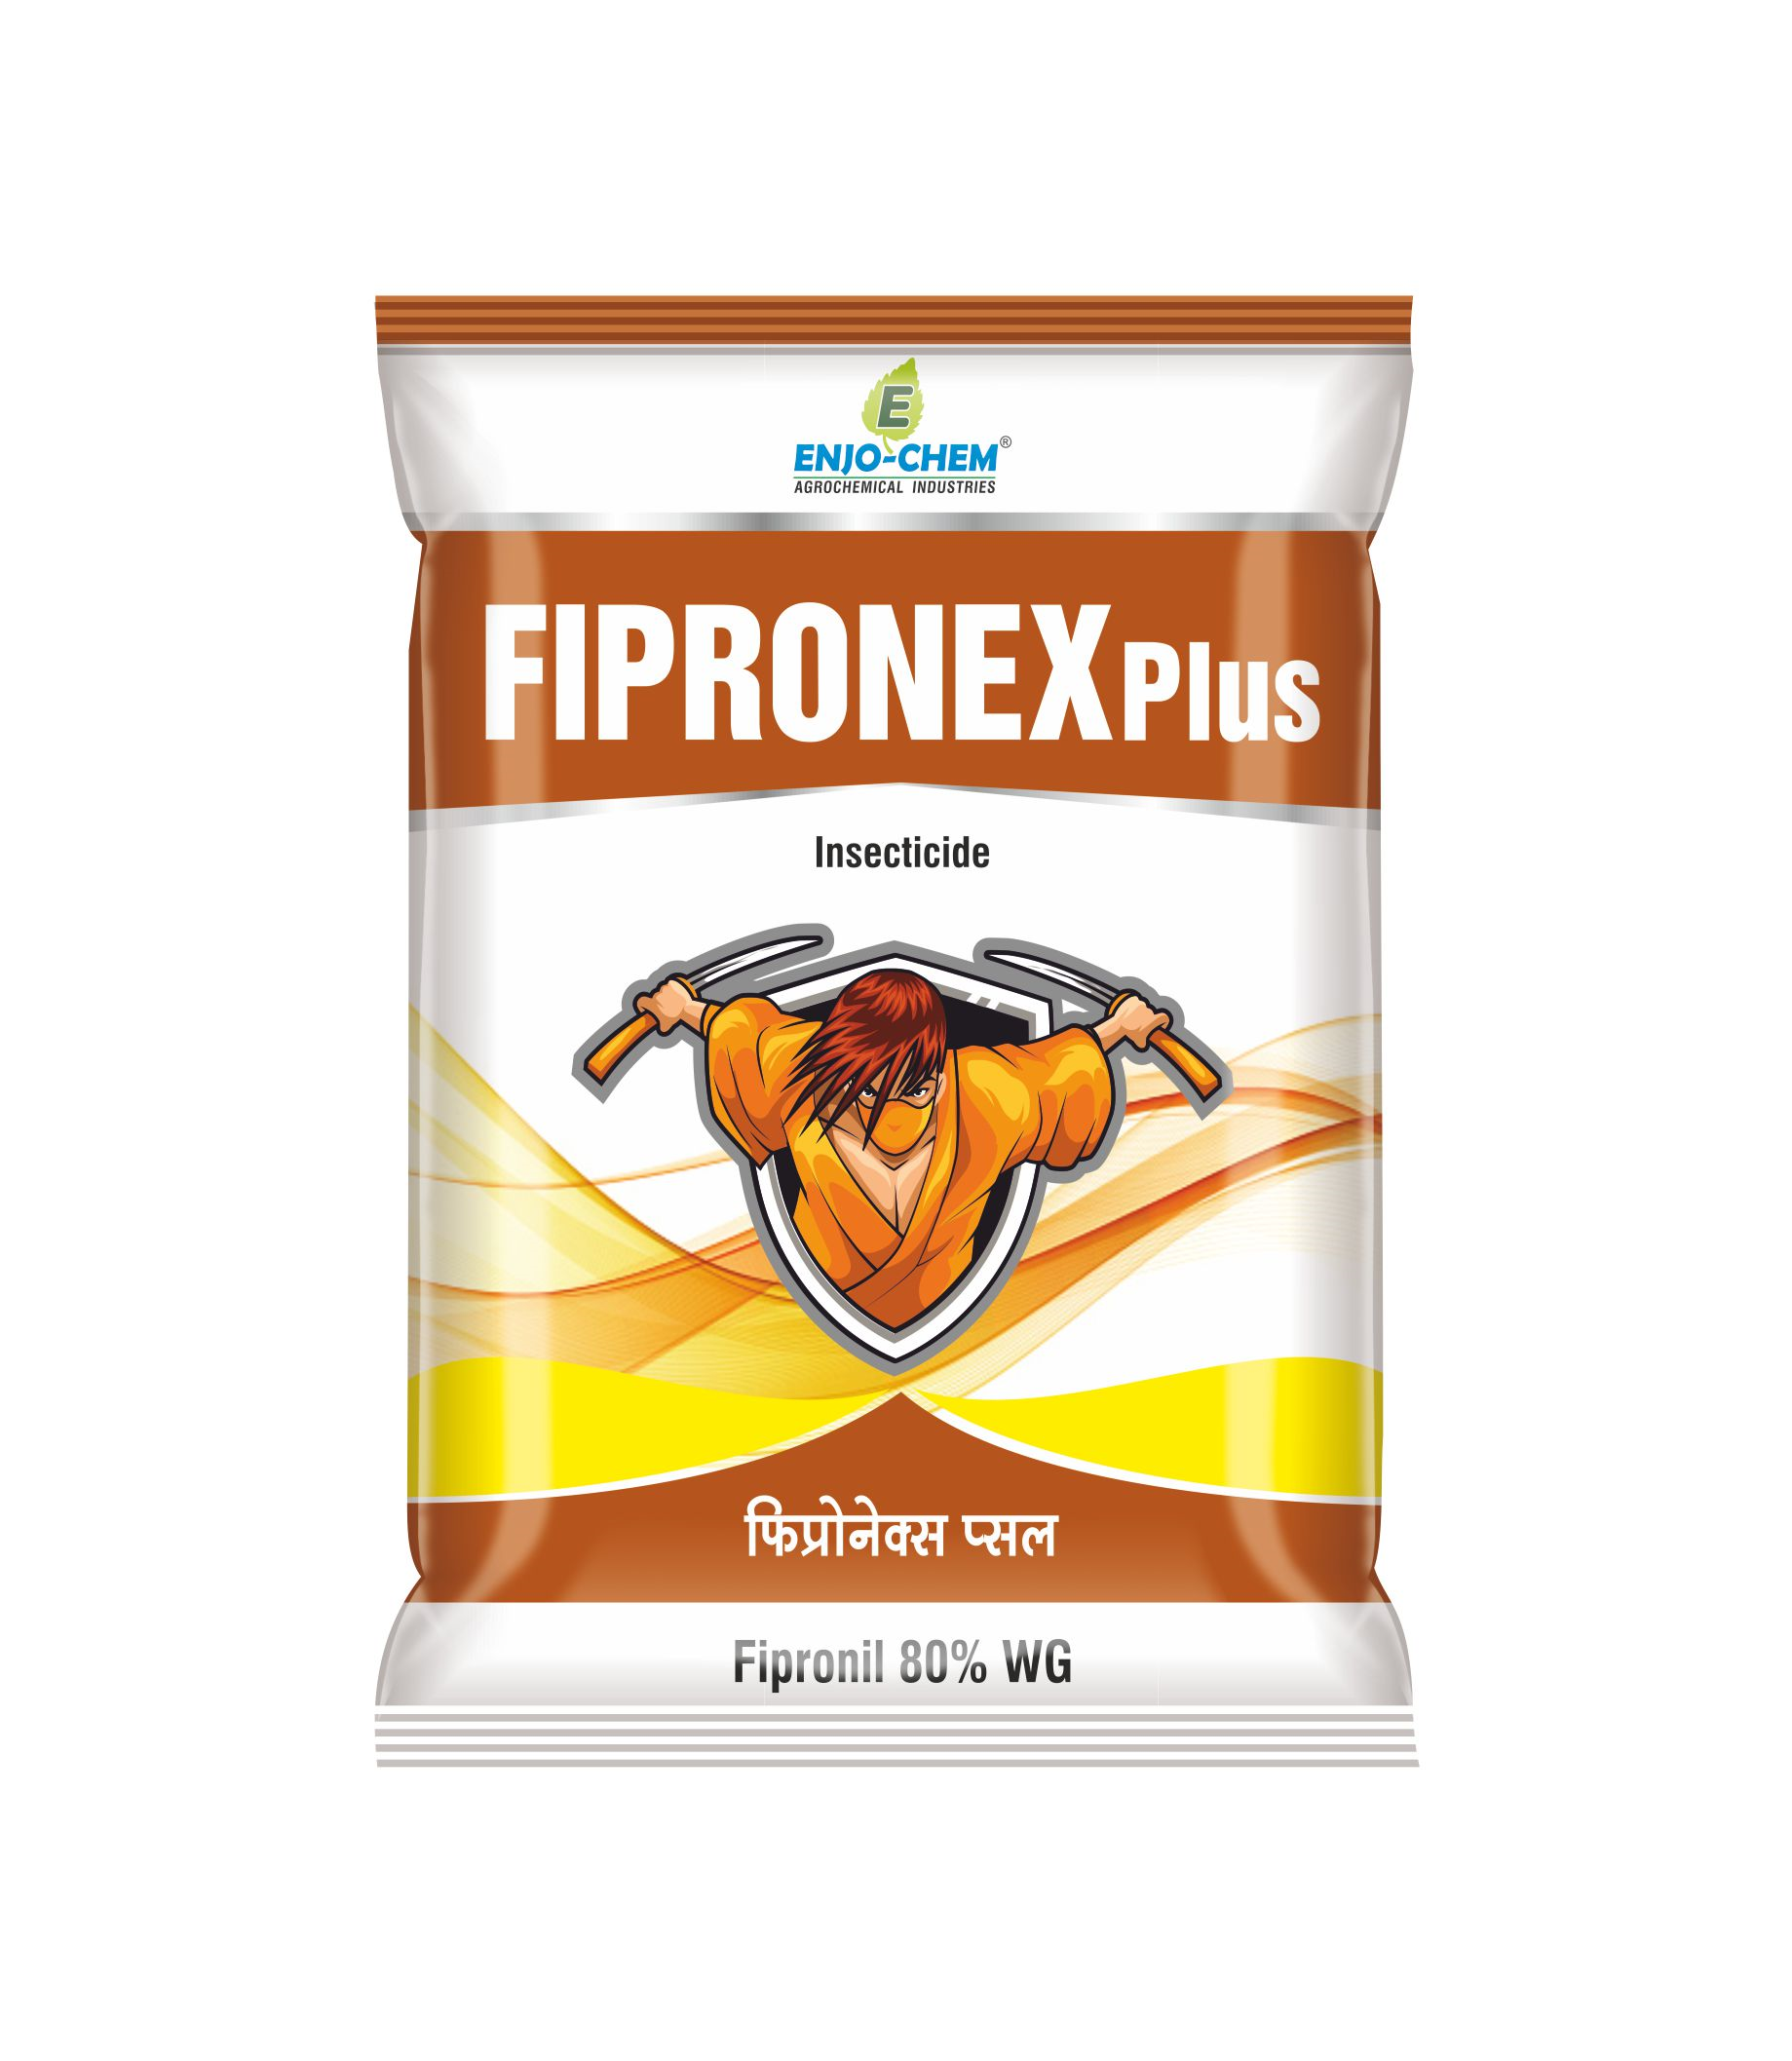 E
ENJO-CHEM®
AGROCHEMICAL INDUSTRIES
FIPRONEX Plus
Insecticide
फिप्रोनेक्स प्सल
Fipronil 80% WG